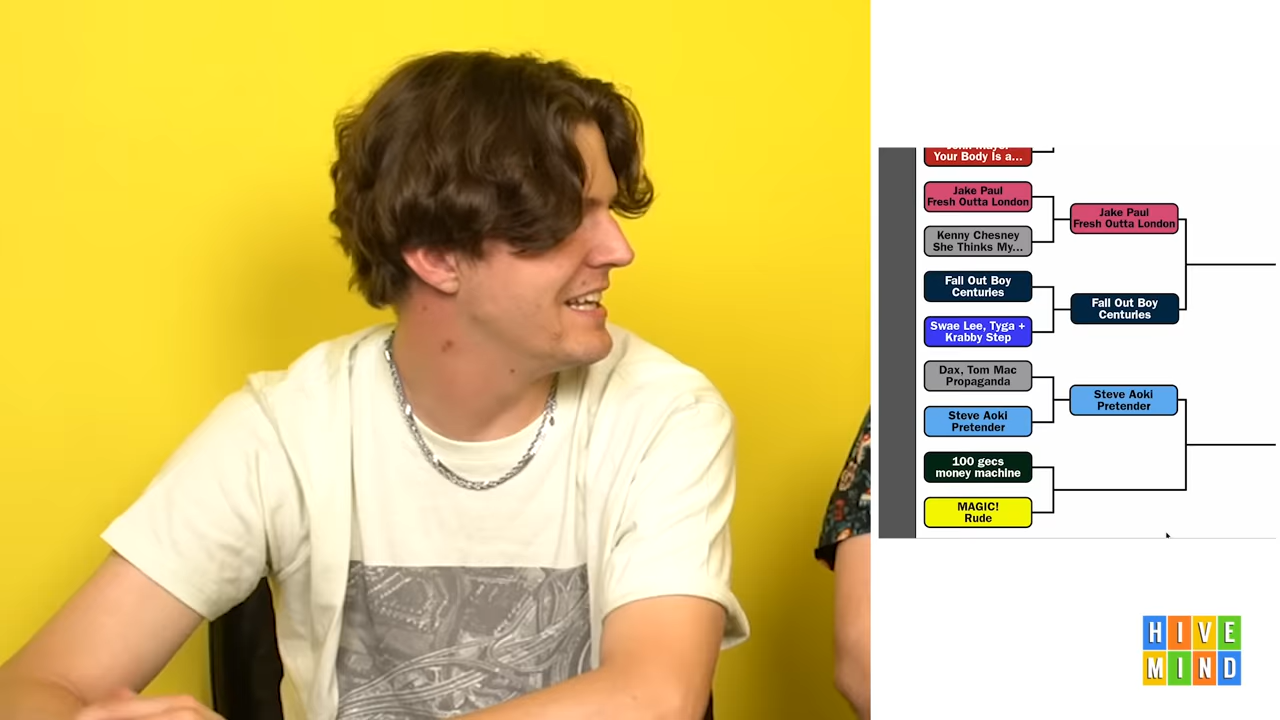 Your Body Is a...
Jake Paul
Fresh Outta London
Kenny Chesney
She Thinks My...
Fall Out Boy
Centuries
Swae Lee, Tyga +
Krabby Step
Dax, Tom Mac
Propaganda
Steve Aoki
Pretender
100 gecs
money machine
MAGIC!
Rude
Jake Paul
Fresh Outta London
Fall Out Boy
Centuries
Steve Aoki
Pretender
HIVE
MIND